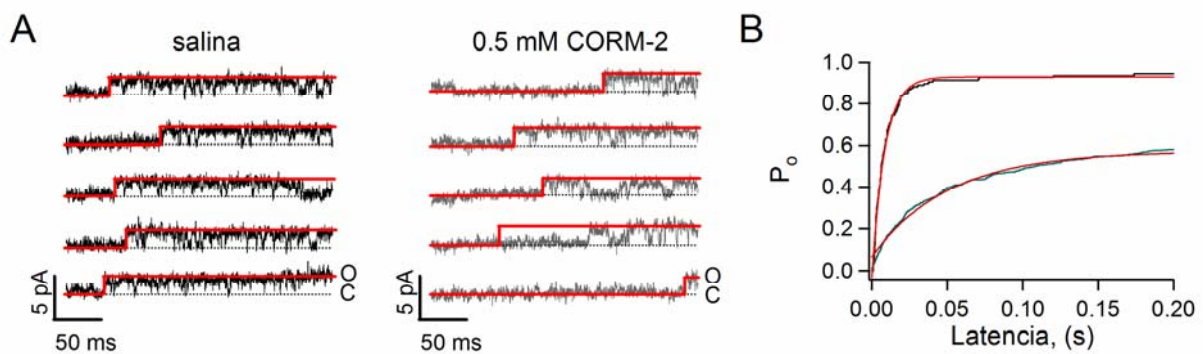 A
salina
0.5 mM CORM-2
O
C
5 pA
50 ms
O
C
5 pA
50 ms
B
1.0
0.8
0.6
0.4
0.2
0.0
Po
0.00 0.05 0.10 0.15 0.20
Latencia, (s)